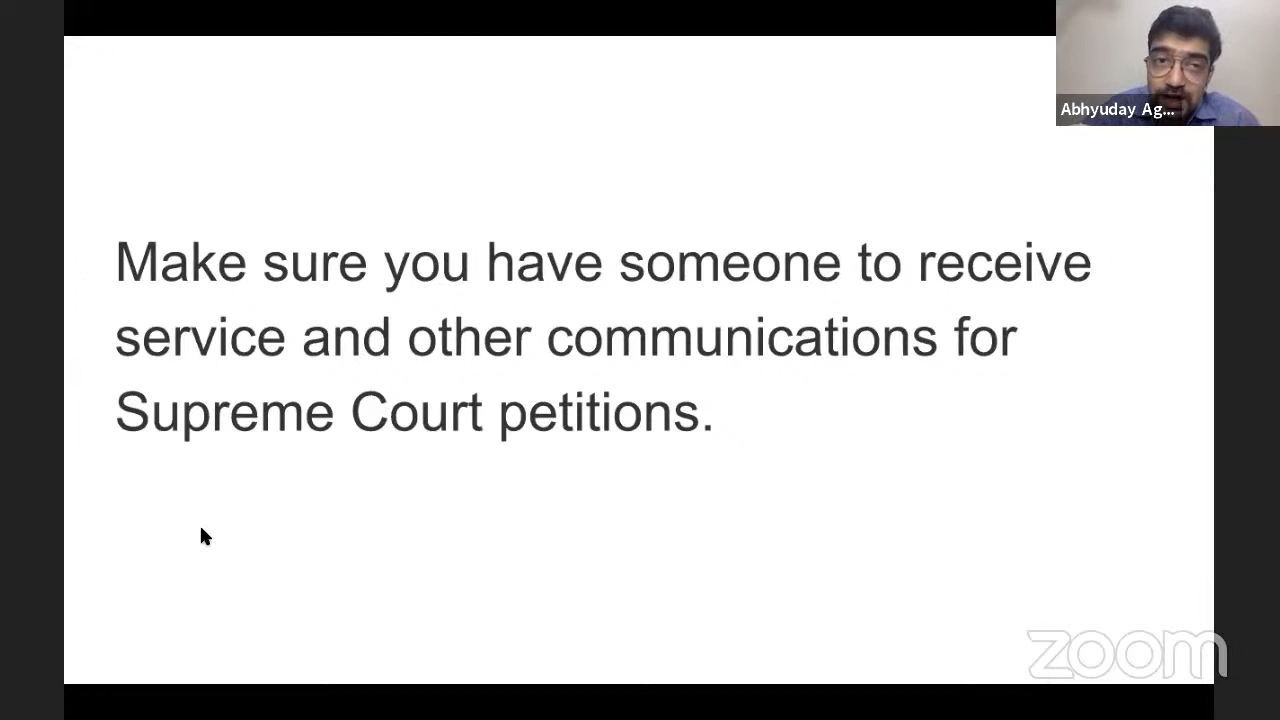 Abhyuday Ag...
Make sure you have someone to receive
service and other communications for
Supreme Court petitions.
zoom